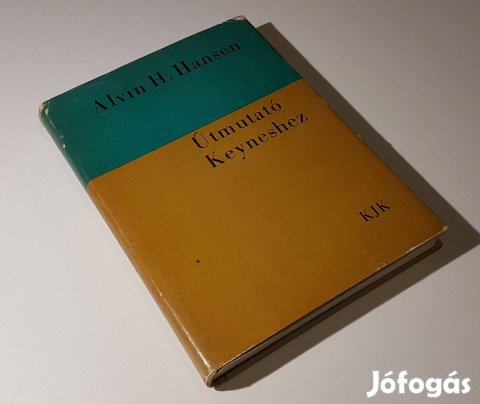 Alvin H. Hansen
Útmutató
Keyneshez
KJK
Jófogás